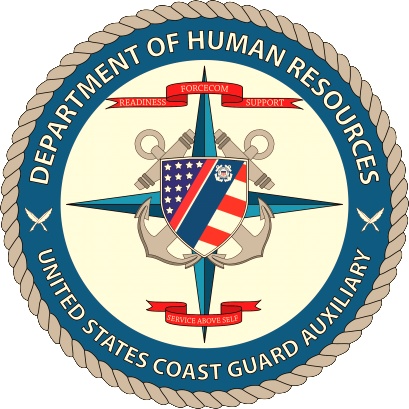 DEPARTMENT OF HUMAN RESOURCES
READINESS FORCECOM SUPPORT
SERVICE ABOVE SELF
UNITED STATES COAST GUARD AUXILIARY